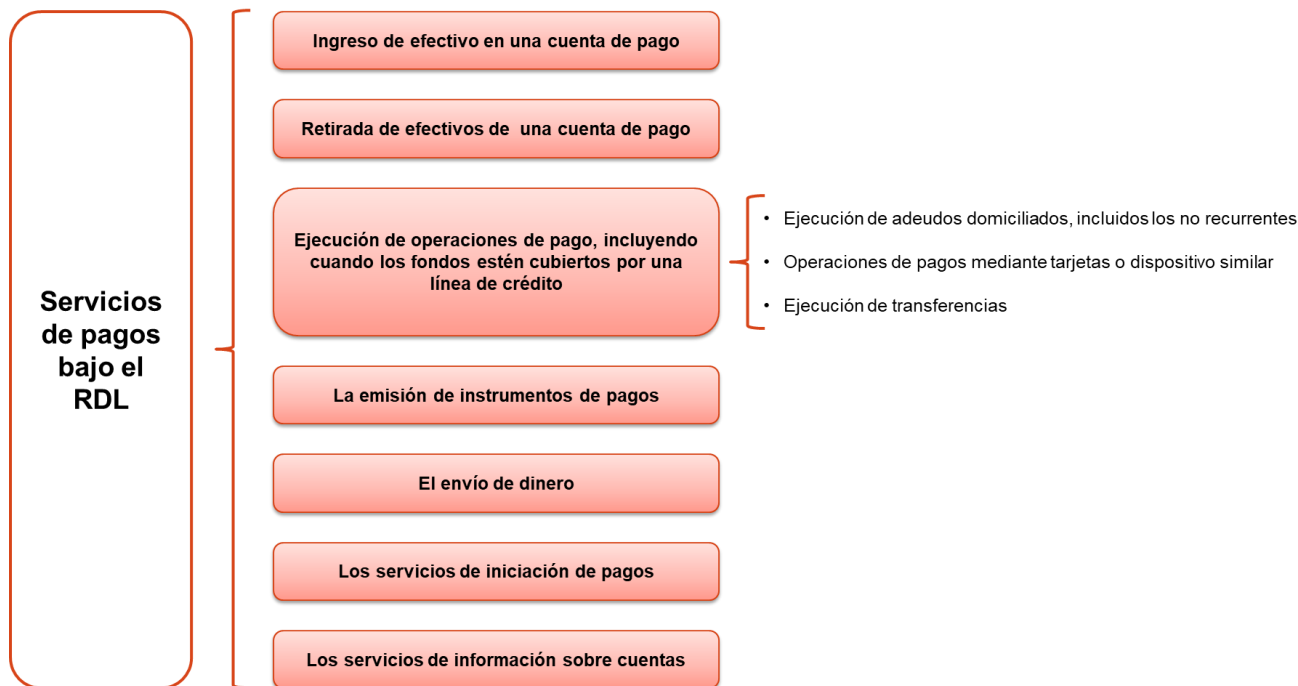 Servicios
de pagos
bajo el
RDL
Ingreso de efectivo en una cuenta de pago
Retirada de efectivos de una cuenta de pago
Ejecución de operaciones de pago, incluyendo
cuando los fondos estén cubiertos por una
línea de crédito
• Ejecución de adeudos domiciliados, incluidos los no recurrentes
• Operaciones de pagos mediante tarjetas o dispositivo similar
• Ejecución de transferencias
La emisión de instrumentos de pagos
El envío de dinero
Los servicios de iniciación de pagos
Los servicios de información sobre cuentas